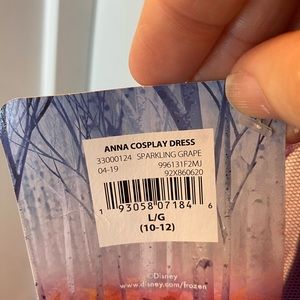 ANNA COSPLAY DRESS
33000124 SPARKLING GRAPE
04-19 996131F2MJ
92X860620
1 93058 07184 6
L/G
(10-12)
©Disney
www.disney.com/frozen